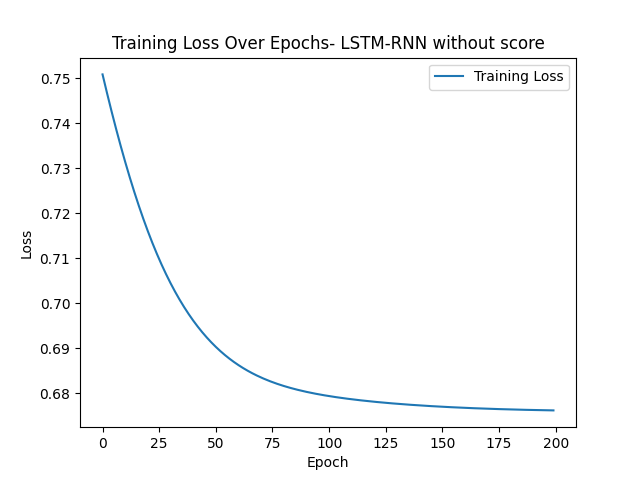 Training Loss Over Epochs- LSTM-RNN without score
Training Loss
0.75
0.74
0.73
0.72
0.71
0.70
0.69
0.68
Loss
0 25 50 75 100 125 150 175 200
Epoch